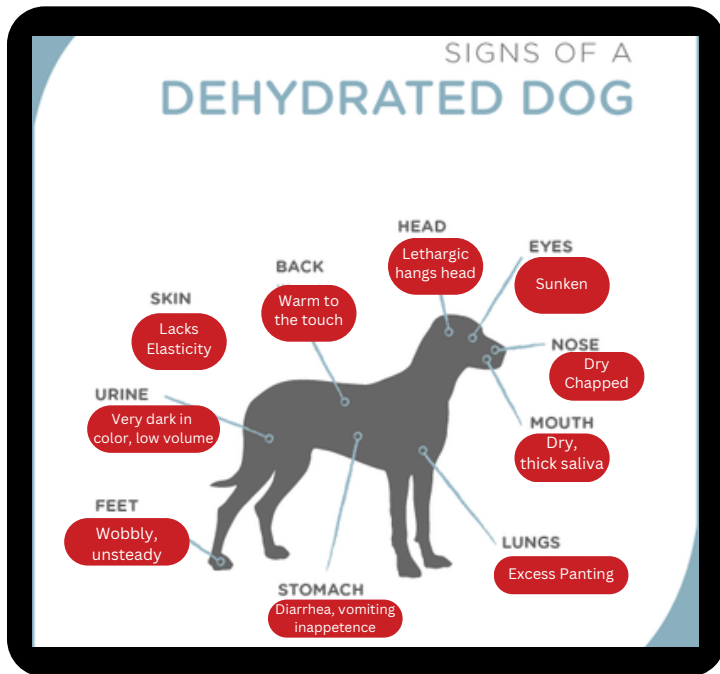 SIGNS OF A
DEHYDRATED DOG
HEAD
Lethargic
hangs head
EYES
Sunken
BACK
Warm to
the touch
SKIN
Lacks
Elasticity
NOSE
Dry
Chapped
URINE
Very dark in
color, low volume
MOUTH
Dry,
thick saliva
FEET
Wobbly,
unsteady
LUNGS
Excess Panting
STOMACH
Diarrhea, vomiting
inappetence